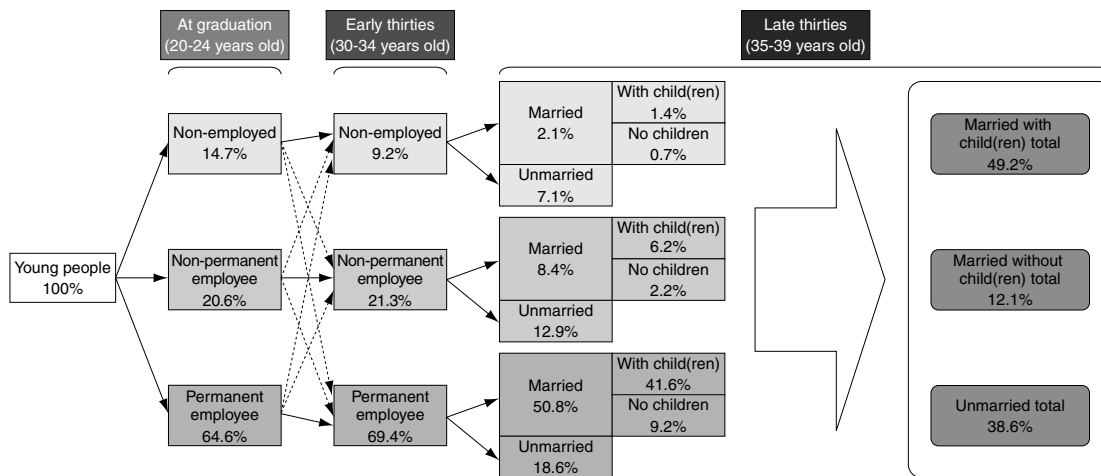 At graduation
(20-24 years old)
Early thirties
(30-34 years old)
Late thirties
(35-39 years old)
Young people
100%
Non-employed
14.7%
Non-permanent
employee
20.6%
Permanent
employee
64.6%
Non-employed
9.2%
Non-permanent
employee
21.3%
Permanent
employee
69.4%
Married
2.1%
With child(ren)
1.4%
No children
0.7%
Unmarried
7.1%
Married
8.4%
With child(ren)
6.2%
No children
2.2%
Unmarried
12.9%
Married
50.8%
With child(ren)
41.6%
No children
9.2%
Unmarried
18.6%
Married with
child(ren) total
49.2%
Married without
child(ren) total
12.1%
Unmarried total
38.6%